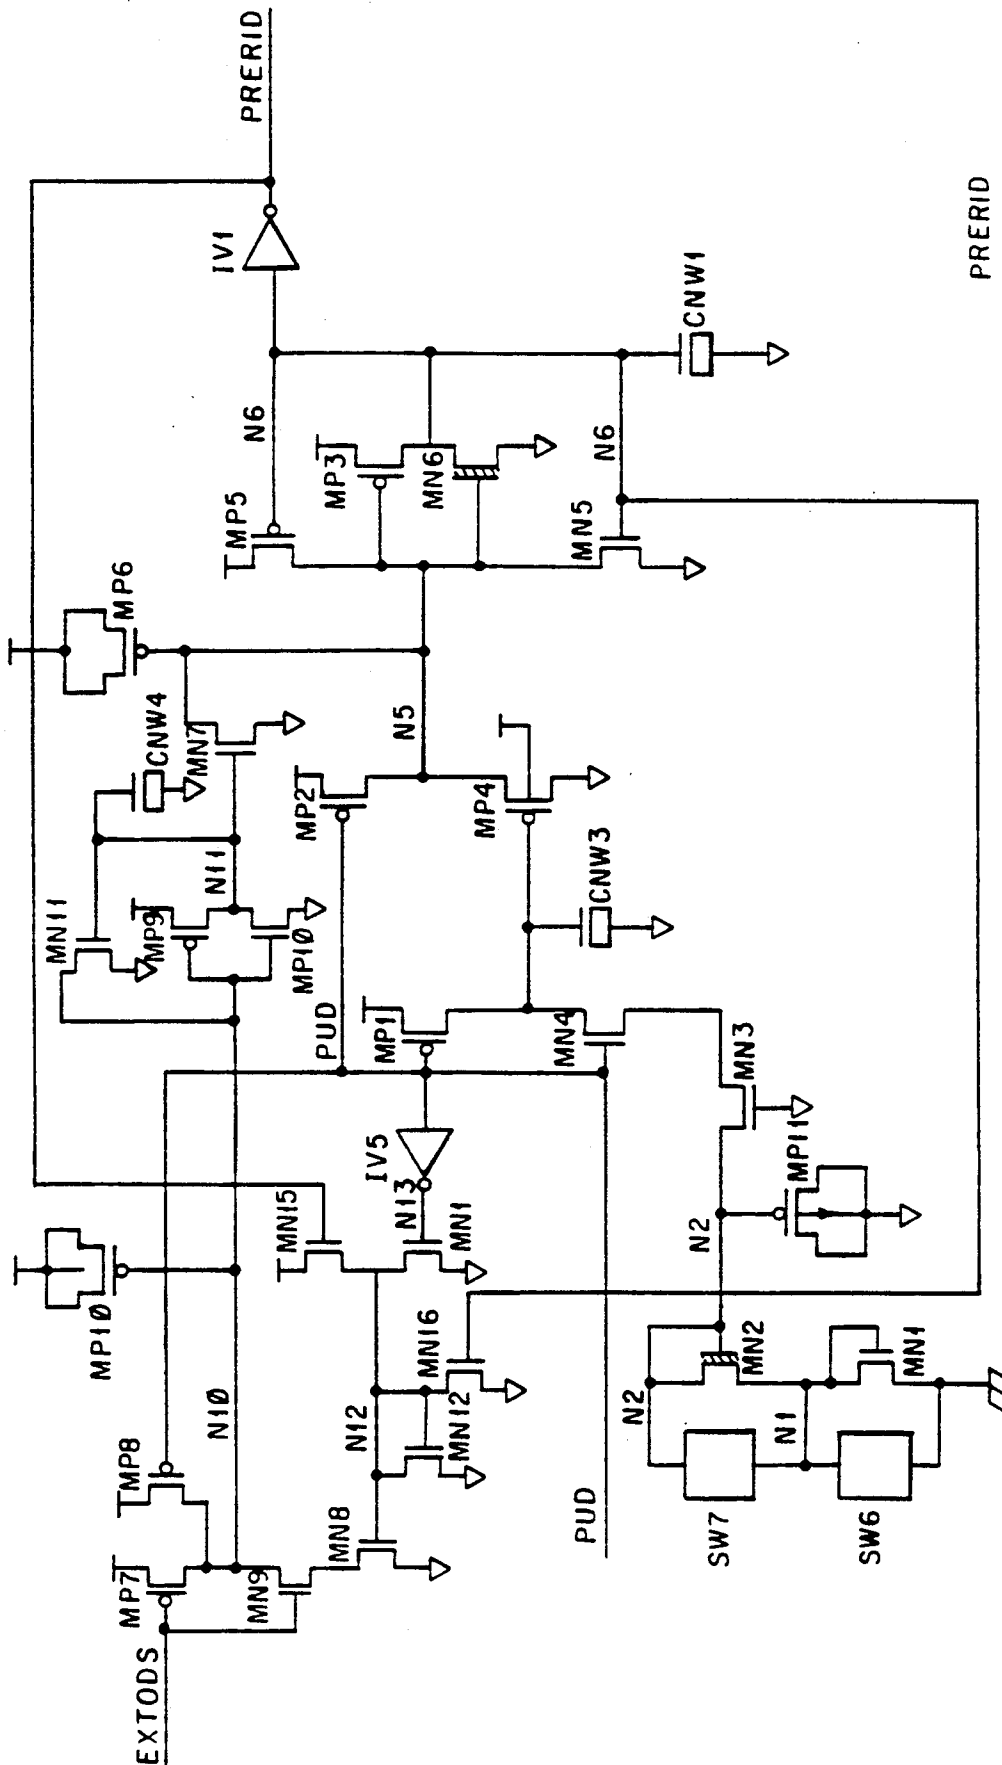 PRERID
IV1
N6
MP5
MP3
MN6
N6
MN5
CNW1
PRERID
MP6
CNW4
MN7
N5
MP2
MP4
MN11
MP9
N11
MP10
CNW3
PUD
MP1
MN4
MN3
IV5
N13
MN15
MN1
MP11
N2
MP10
N10
MN16
N12
MN12
MN2
N2
MN1
N1
MP8
MN8
PUD
SW7
SW6
MP7
MN9
EXTODS